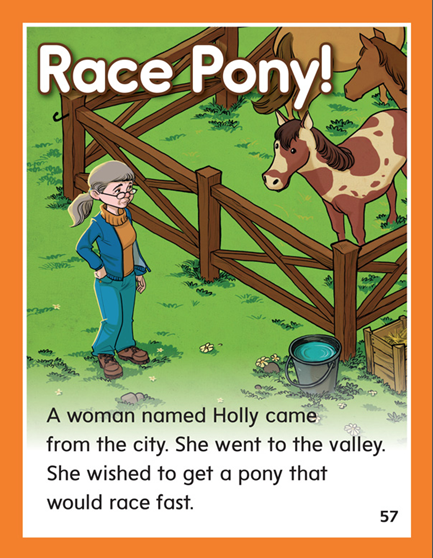 Race Pony!
A woman named Holly came
from the city. She went to the valley.
She wished to get a pony that
would race fast.
57